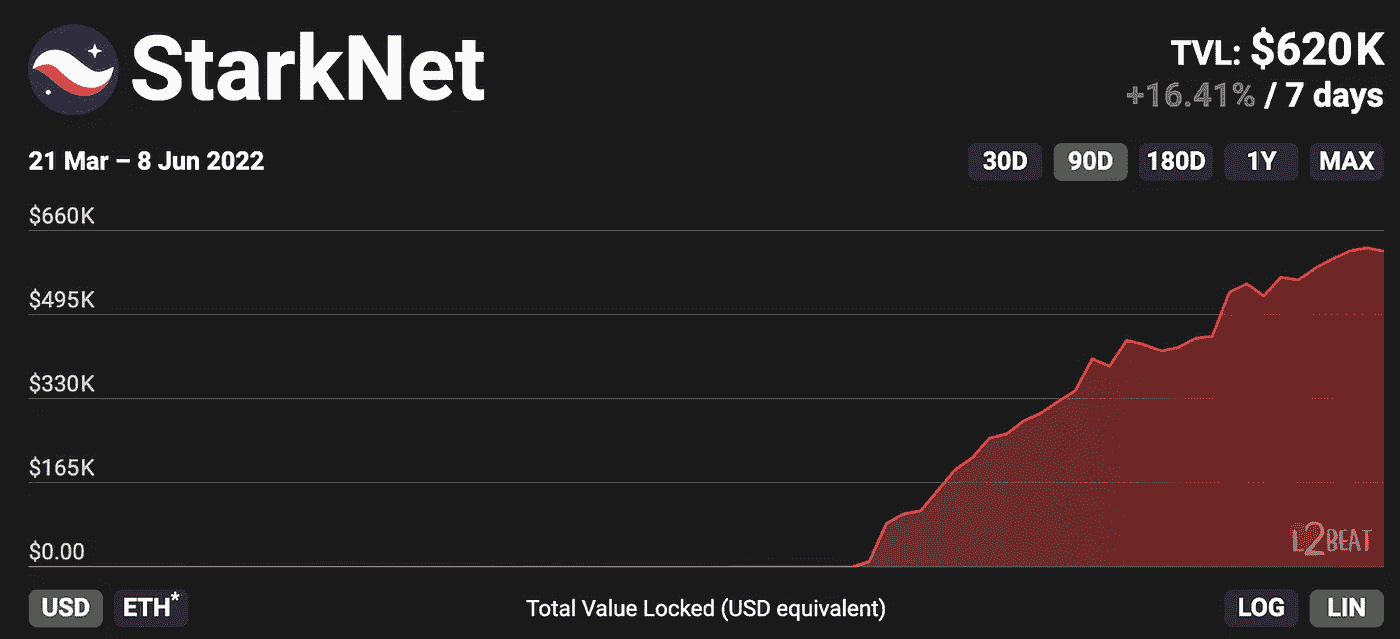 StarkNet
TVL: $620K
+16.41% / 7 days
21 Mar – 8 Jun 2022
30D 90D 180D 1Y MAX
$660K
$495K
$330K
$165K
$0.00
L2BEAT
USD ETH* Total Value Locked (USD equivalent) LOG LIN